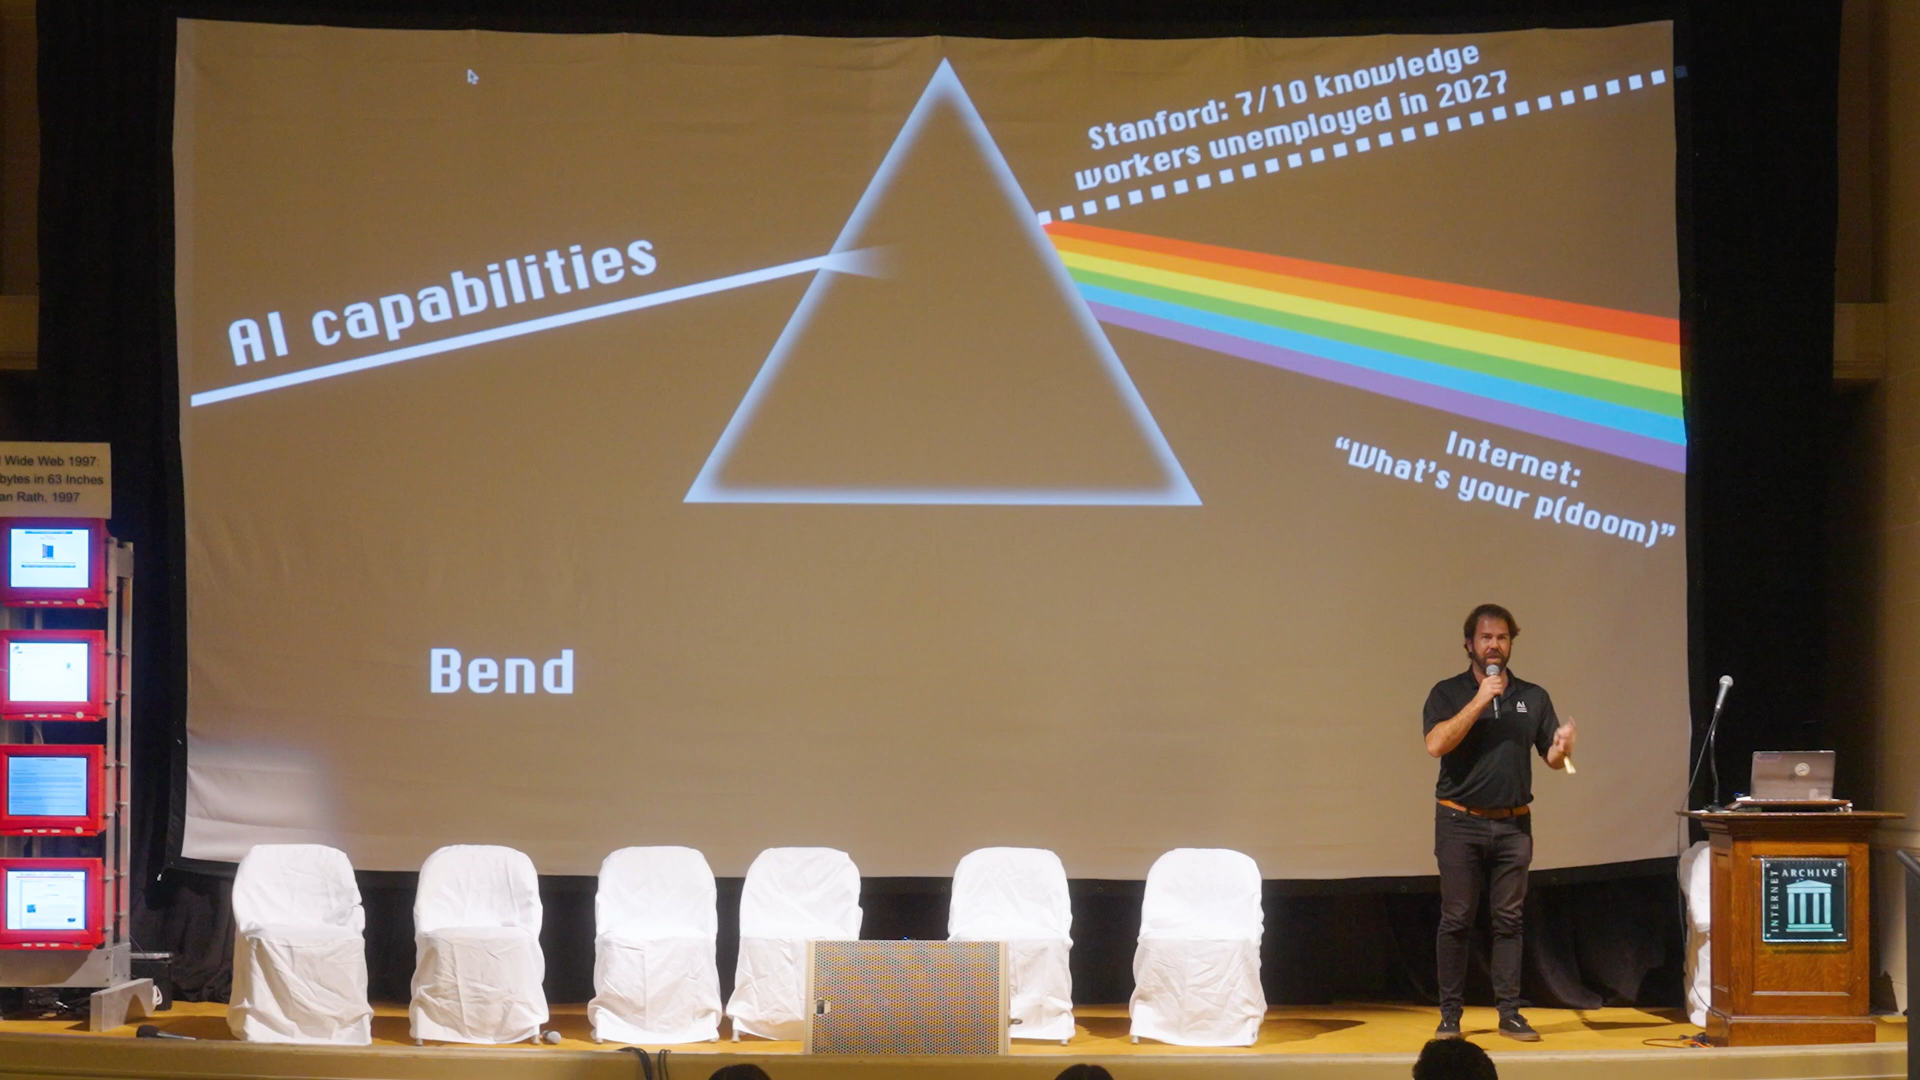 Stanford: 7/10 knowledge
workers unemployed in 2027
AI capabilities
Internet:
“What’s your p(doom)”
Bend
Wide Web 1997:
bytes in 63 Inches
an Rath, 1997
AI
INTERNET
ARCHIVE